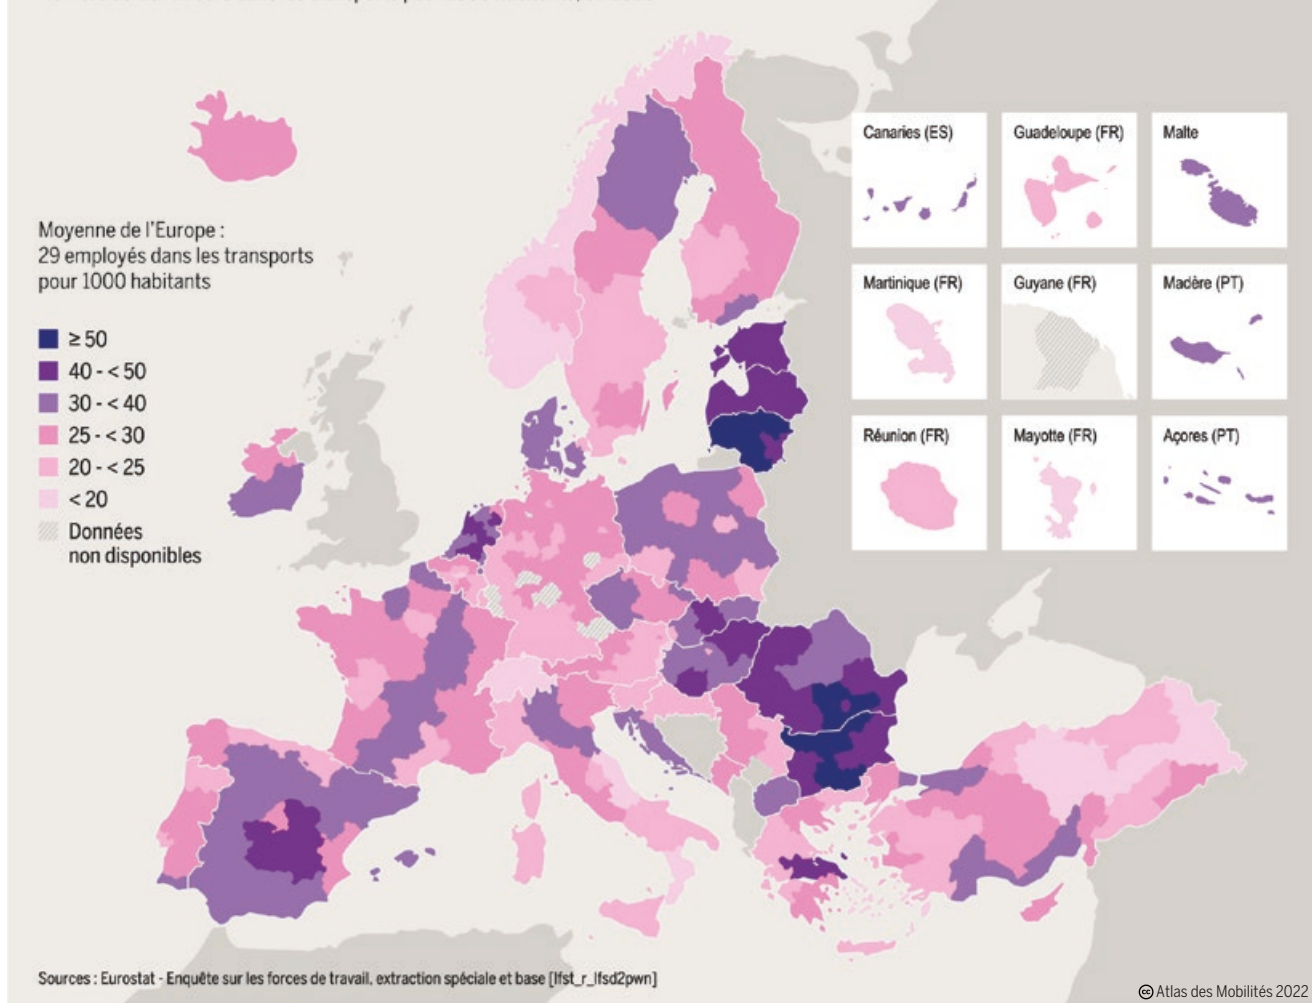 Canaries (ES)
Guadeloupe (FR)
Malte
Moyenne de l'Europe :
29 employés dans les transports
pour 1000 habitants
Martinique (FR)
Guyane (FR)
Madère (PT)
≥ 50
40 - < 50
30 - < 40
25 - < 30
20 - < 25
< 20
Données
non disponibles
Réunion (FR)
Mayotte (FR)
Açores (PT)
Sources : Eurostat - Enquête sur les forces de travail, extraction spéciale et base [lfst_r_lfsd2pwn]
cc Atlas des Mobilités 2022